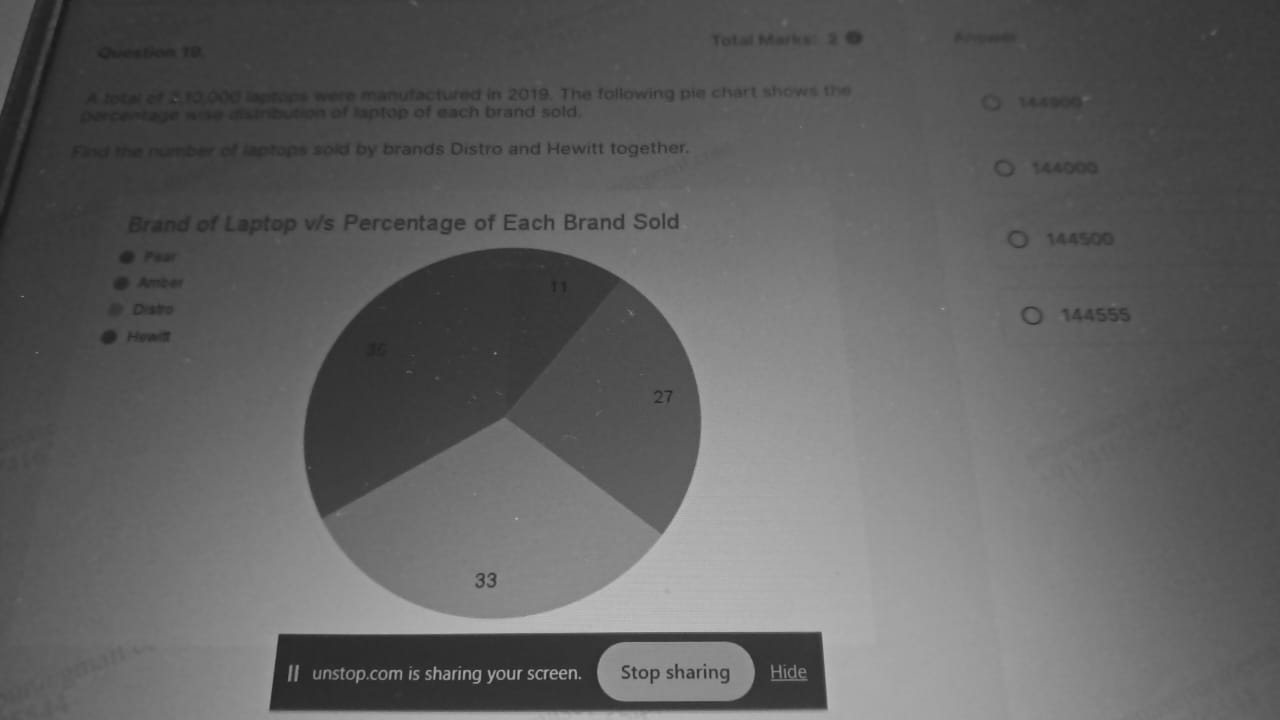 Question 19.
Total Marks: 2
Answer
A total of 2,10,000 laptops were manufactured in 2019. The following pie chart shows the
percentage wise distribution of laptop of each brand sold.
Find the number of laptops sold by brands Distro and Hewitt together.
Brand of Laptop v/s Percentage of Each Brand Sold
Pear
Amber
Distro
Hewitt
11
27
33
144900
144000
144500
144555
unstop.com is sharing your screen.
Stop sharing
Hide